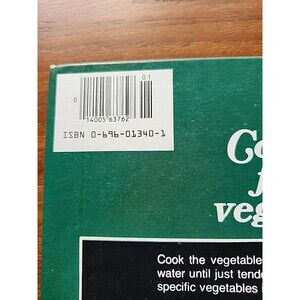 01
0
14005 63762
ISBN 0-696-01340-1
Co
f
veg
Cook the vegetable
water until just tende
specific vegetables i